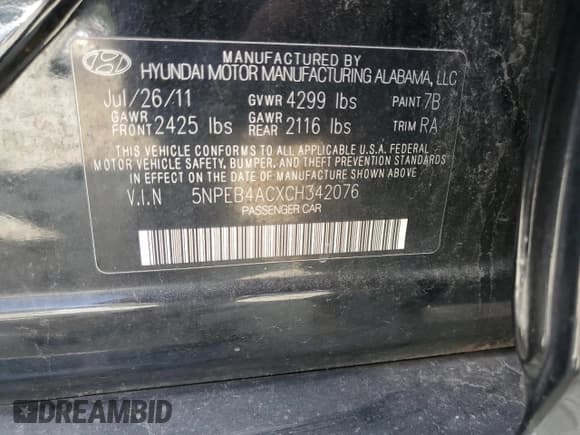 MANUFACTURED BY
HYUNDAI MOTOR MANUFACTURING ALABAMA, LLC
Jul/26/11 GVWR 4299 lbs PAINT 7B
GAWR FRONT 2425 lbs GAWR REAR 2116 lbs TRIM RA
THIS VEHICLE CONFORMS TO ALL APPLICABLE U.S.A. FEDERAL
MOTOR VEHICLE SAFETY, BUMPER, AND THEFT PREVENTION STANDARDS
IN EFFECT ON THE DATE OF MANUFACTURE SHOWN ABOVE.
V.I.N 5NPEB4ACXCH342076
PASSENGER CAR
DREAMBID